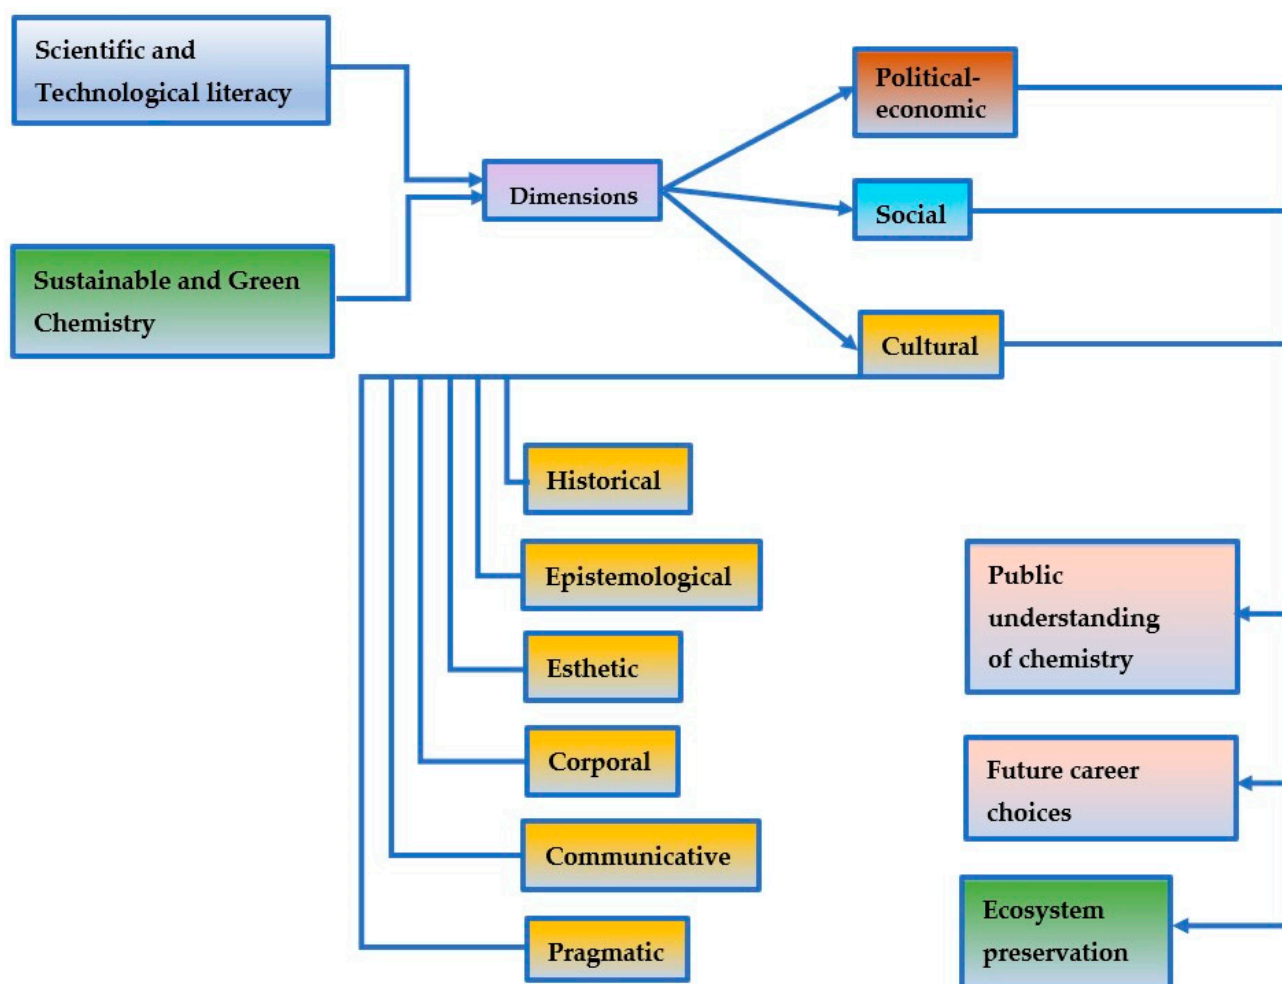 Scientific and
Technological literacy
Sustainable and Green
Chemistry
Dimensions
Political-
economic
Social
Cultural
Historical
Epistemological
Esthetic
Corporal
Communicative
Pragmatic
Public
understanding
of chemistry
Future career
choices
Ecosystem
preservation